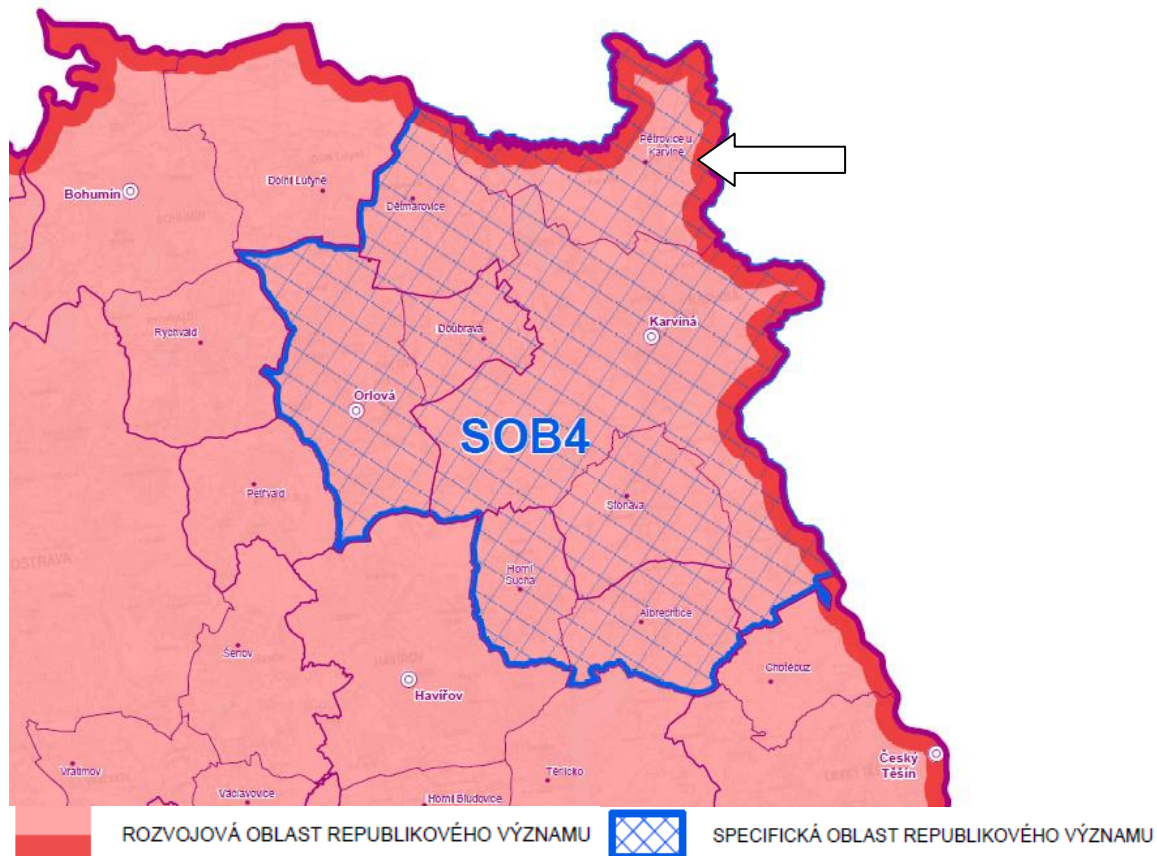 Petrovice u
Karviné
Bohumín
Dolní Lutyně
Dětmarovice
Rychvald
Doubrava
Karviná
Orlová
SOB4
Petřvald
Stonava
OSTRAVA
Horní
Suchá
Albrechtice
Šenov
HAVÍŘOV
Chotěbuz
Havířov
Český
Těšín
Vratimov
Těrlicko
Václavovice
Horní Bludovice
ROZVOJOVÁ OBLAST REPUBLIKOVÉHO VÝZNAMU
SPECIFICKÁ OBLAST REPUBLIKOVÉHO VÝZNAMU